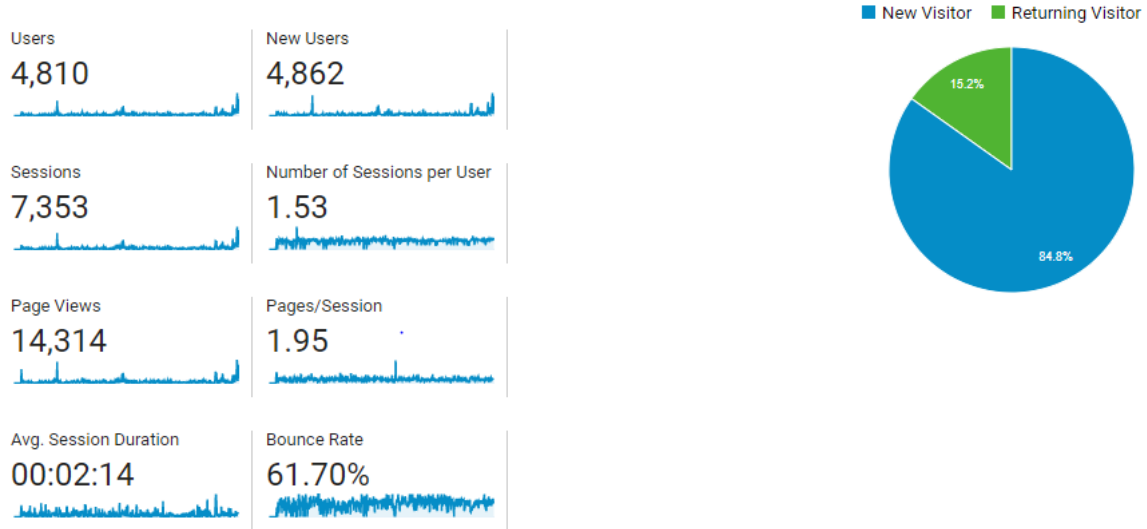 New Visitor Returning Visitor
Users New Users
4,810 4,862
15.2%
Sessions Number of Sessions per User
7,353 1.53
84.8%
Page Views Pages/Session
14,314 1.95
Avg. Session Duration Bounce Rate
00:02:14 61.70%